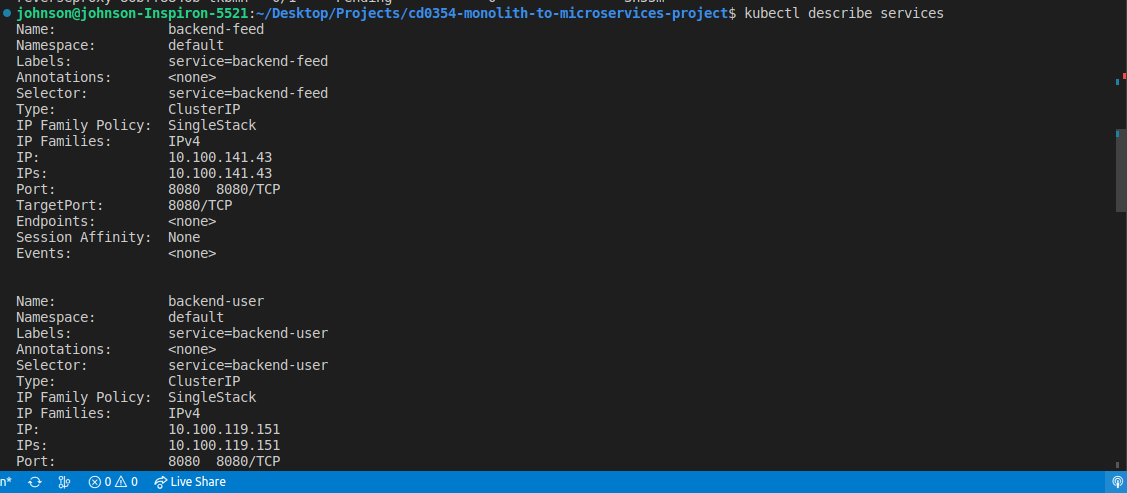 johnson@johnson-Inspiron-5521:~/Desktop/Projects/cd0354-monolith-to-microservices-project$ kubectl describe services
Name:              backend-feed
Namespace:         default
Labels:            service=backend-feed
Annotations:       <none>
Selector:          service=backend-feed
Type:              ClusterIP
IP Family Policy:  SingleStack
IP Families:       IPv4
IP:                10.100.141.43
IPs:               10.100.141.43
Port:              8080  8080/TCP
TargetPort:        8080/TCP
Endpoints:         <none>
Session Affinity:  None
Events:            <none>
Name:              backend-user
Namespace:         default
Labels:            service=backend-user
Annotations:       <none>
Selector:          service=backend-user
Type:              ClusterIP
IP Family Policy:  SingleStack
IP Families:       IPv4
IP:                10.100.119.151
IPs:               10.100.119.151
Port:              8080  8080/TCP
n* 0 0 Live Share